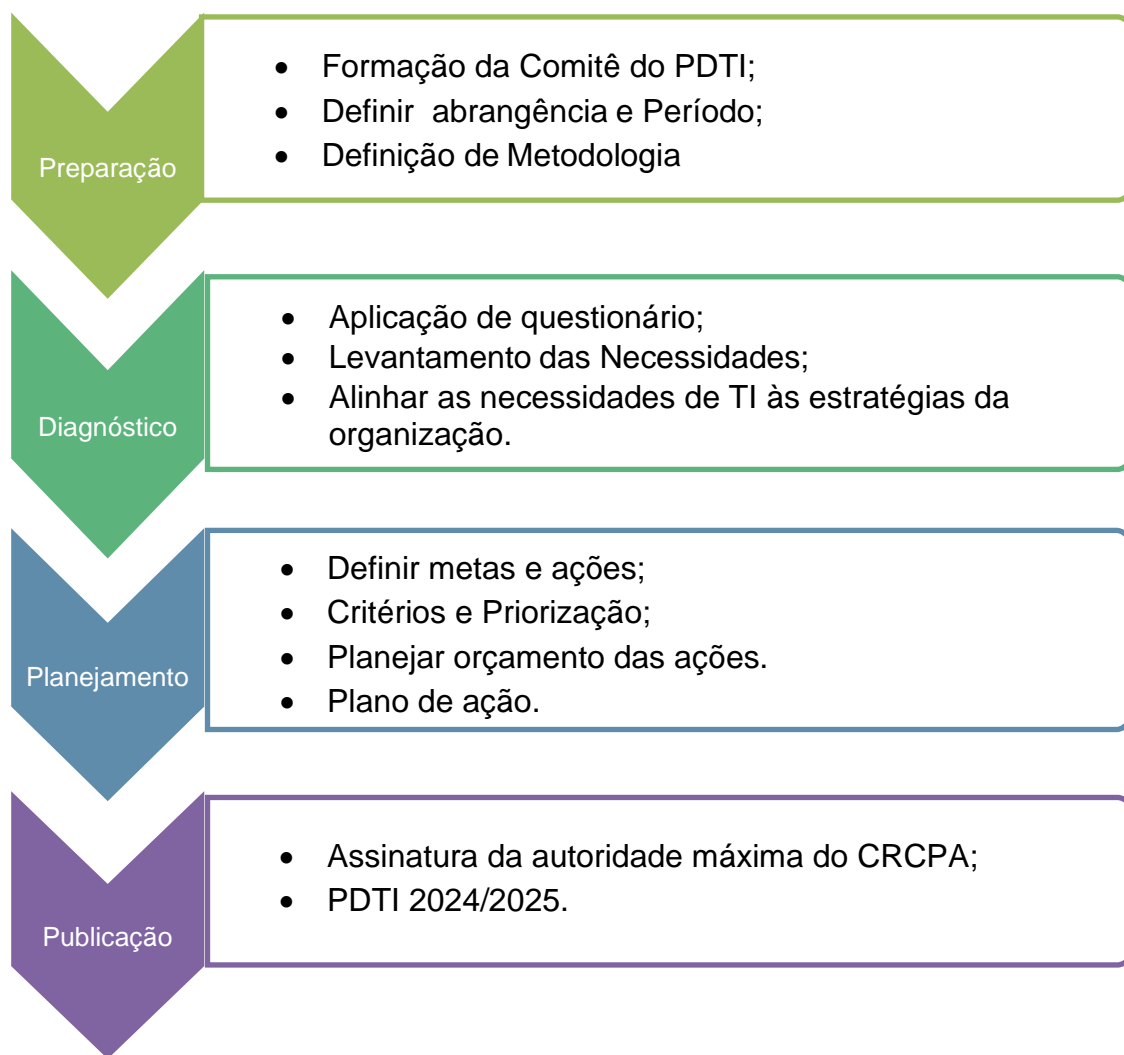 Preparação
• Formação da Comitê do PDTI;
• Definir abrangência e Período;
• Definição de Metodologia
Diagnóstico
• Aplicação de questionário;
• Levantamento das Necessidades;
• Alinhar as necessidades de TI às estratégias da
organização.
Planejamento
• Definir metas e ações;
• Critérios e Priorização;
• Planejar orçamento das ações.
• Plano de ação.
Publicação
• Assinatura da autoridade máxima do CRCPA;
• PDTI 2024/2025.